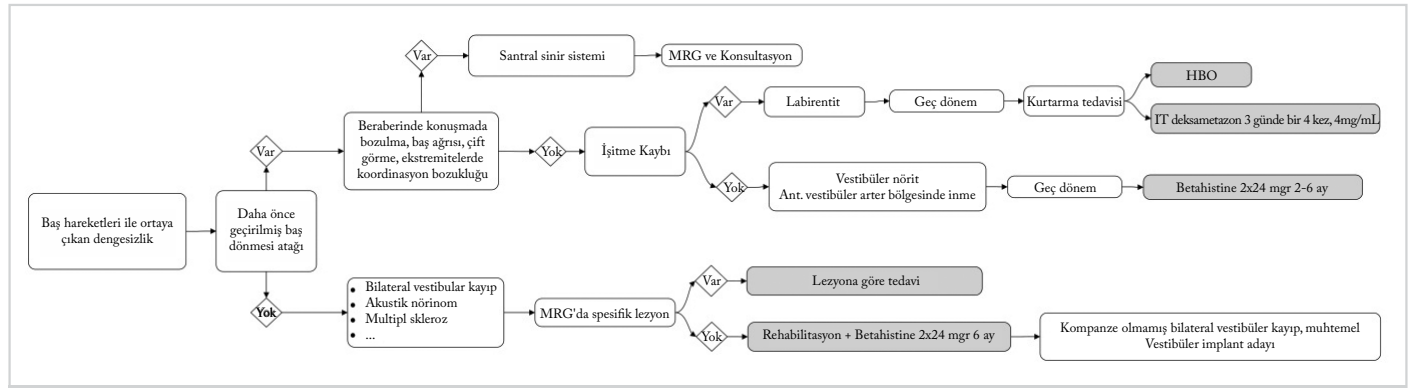 Baş hareketleri ile ortaya
çıkan dengesizlik
Daha önce
geçirilmiş baş
dönmesi atağı
Var
Beraberinde konuşmada
bozulma, baş ağrısı, çift
görme, ekstremitelerde
koordinasyon bozukluğu
Var
Santral sinir sistemi
MRG ve Konsultasyon
Yok
İşitme Kaybı
Var
Labirentit
Geç dönem
Kurtarma tedavisi
HBO
IT deksametazon 3 günde bir 4 kez, 4mg/mL
Yok
Vestibüler nörit
Ant. vestibüler arter bölgesinde inme
Geç dönem
Betahistine 2x24 mgr 2-6 ay
Yok
• Bilateral vestibular kayıp
• Akustik nörinom
• Multipl skleroz
• ...
MRG'da spesifik lezyon
Var
Lezyona göre tedavi
Yok
Rehabilitasyon + Betahistine 2x24 mgr 6 ay
Kompanze olmamış bilateral vestibüler kayıp, muhtemel
Vestibüler implant adayı